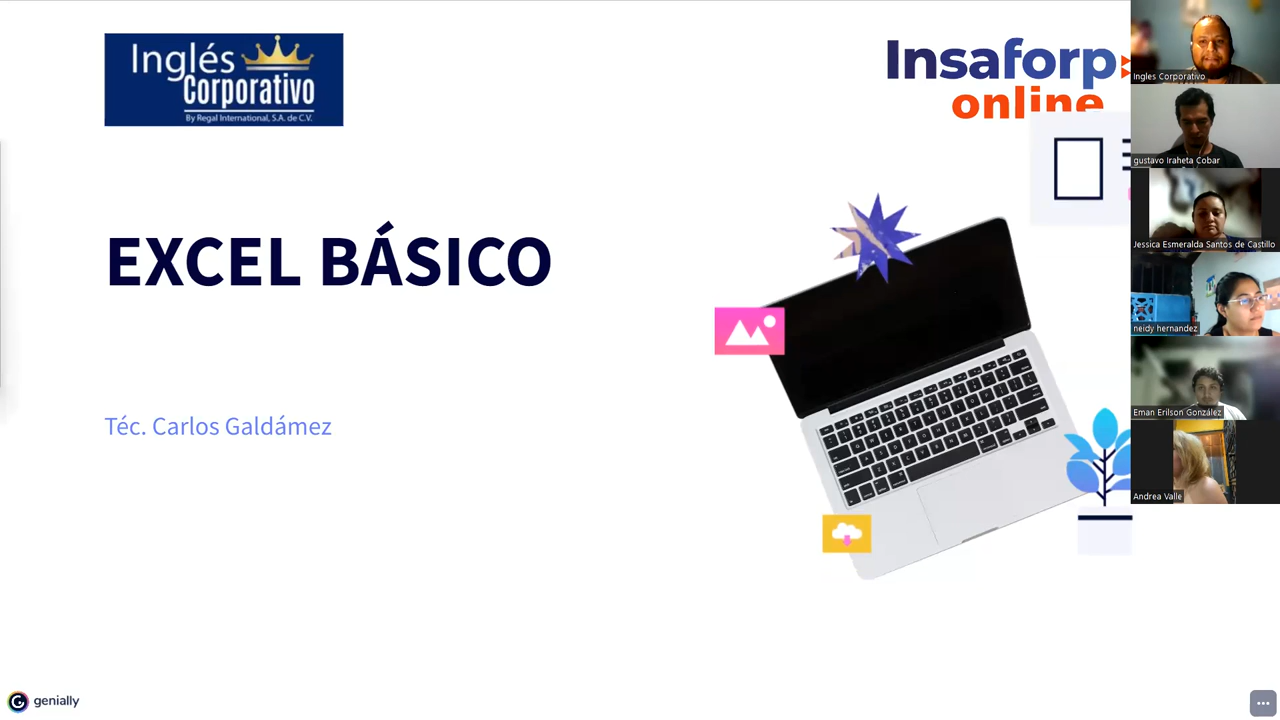 Inglés
Corporativo
By Regal International, S.A. de C.V.
Insaforp
online
EXCEL BÁSICO
Téc. Carlos Galdámez
genially
Ingles Corporativo
gustavo Iraheta Cobar
Jessica Esmeralda Santos de Castillo
neidy hernandez
Eman Erilson González
Andrea Valle